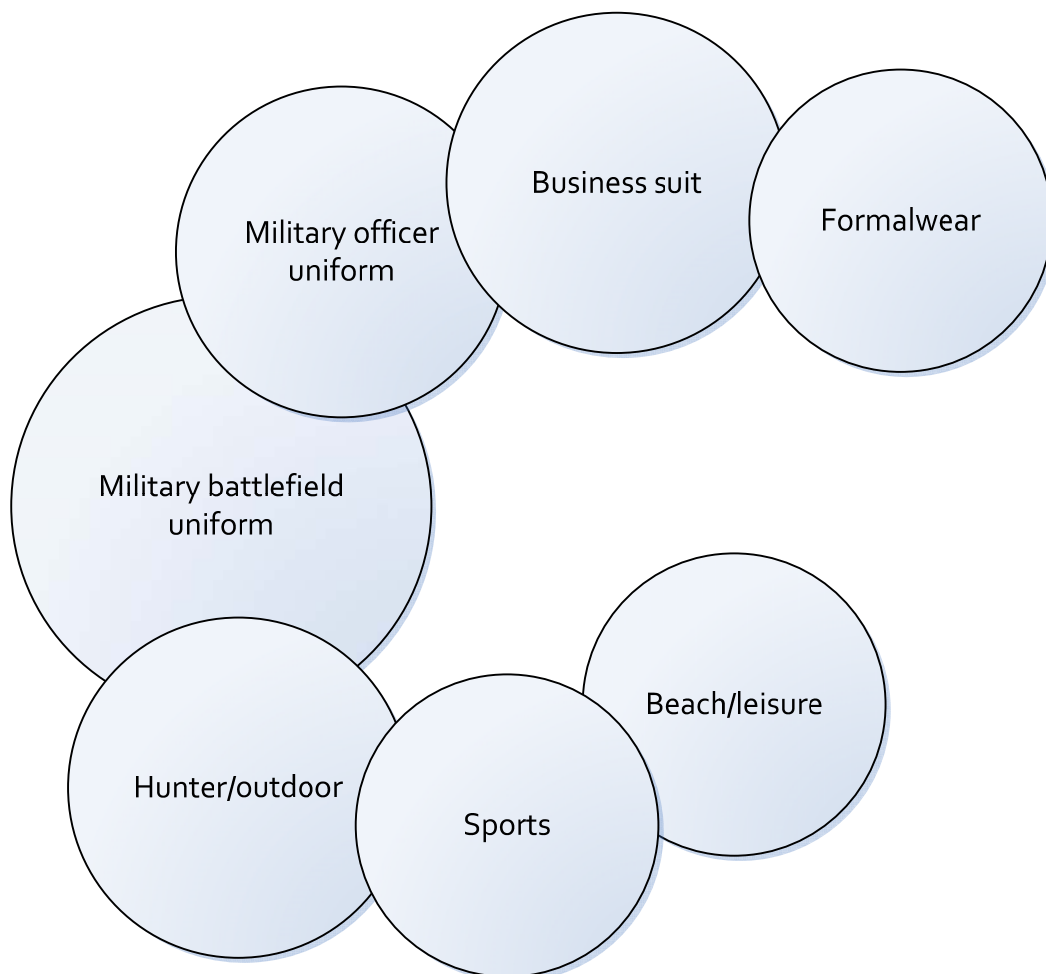 Business suit
Formalwear
Military officer
uniform
Military battlefield
uniform
Beach/leisure
Hunter/outdoor
Sports